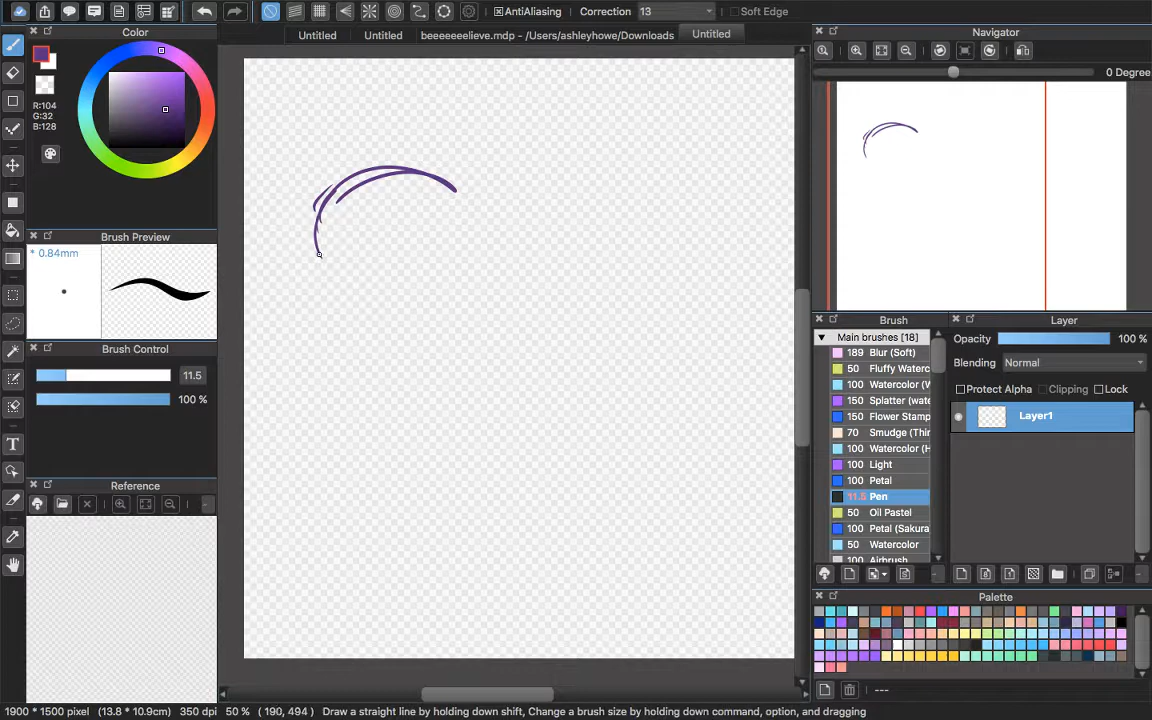 AntiAliasing Correction 13 Soft Edge
Untitled Untitled beeeeeeelieve.mdp - /Users/ashleyhowe/Downloads Untitled
Color
R:104
G:32
B:128
Brush Preview
* 0.84mm
Brush Control
11.5
100 %
Reference
Navigator
0 Degree
Brush
Main brushes [18]
189 Blur (Soft)
50 Fluffy Waterc
100 Watercolor (W
150 Splatter (wate
150 Flower Stamp
70 Smudge (Thin
100 Watercolor (H
100 Light
100 Petal
11.5 Pen
50 Oil Pastel
100 Petal (Sakura
50 Watercolor
100 Airbrush
Layer
Opacity 100 %
Blending Normal
Protect Alpha Clipping Lock
Layer1
Palette
---
1900 * 1500 pixel (13.8 * 10.9cm) 350 dpi 50 % ( 190, 494 ) Draw a straight line by holding down shift, Change a brush size by holding down command, option, and dragging